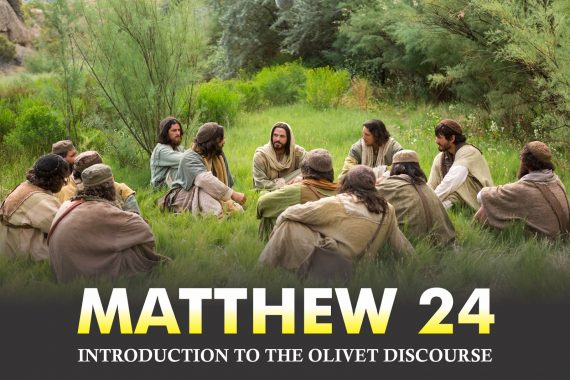 MATTHEW 24
INTRODUCTION TO THE OLIVET DISCOURSE